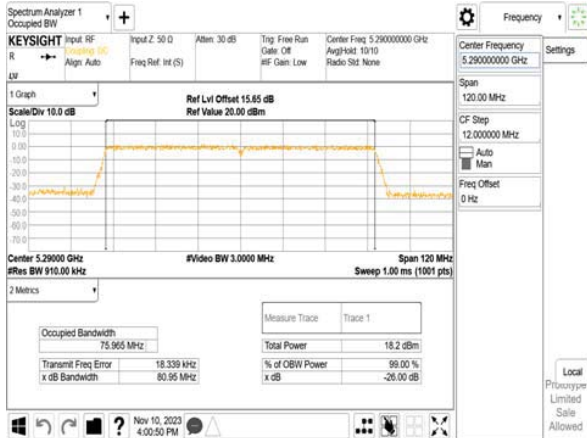 Spectrum Analyzer 1
Occupied BW
+
Frequency
KEYSIGHT Input: RF Input Z: 50 Ω Atten: 30 dB Trig: Free Run Center Freq: 5.290000000 GHz
R Coupling: DC Gate: Off Avg|Hold: 10/10
Align: Auto Freq Ref: Int (S) #IF Gain: Low Radio Std: None
Center Frequency
5.290000000 GHz
Settings
Span
120.00 MHz
CF Step
12.000000 MHz
Auto
Man
Freq Offset
0 Hz
1 Graph
Ref Lvl Offset 15.65 dB
Scale/Div 10.0 dB Ref Value 20.00 dBm
Log
10.0
0.00
-10.0
-20.0
-30.0
-40.0
-50.0
-60.0
-70.0
Center 5.29000 GHz #Video BW 3.0000 MHz Span 120 MHz
#Res BW 910.00 kHz Sweep 1.00 ms (1001 pts)
2 Metrics
Measure Trace Trace 1
Occupied Bandwidth
75.965 MHz Total Power 18.2 dBm
Transmit Freq Error 18.339 kHz % of OBW Power 99.00 %
x dB Bandwidth 80.95 MHz x dB -26.00 dB
Local
Prototype
Limited
Sale
Allowed
? Nov 10, 2023
4:00:50 PM